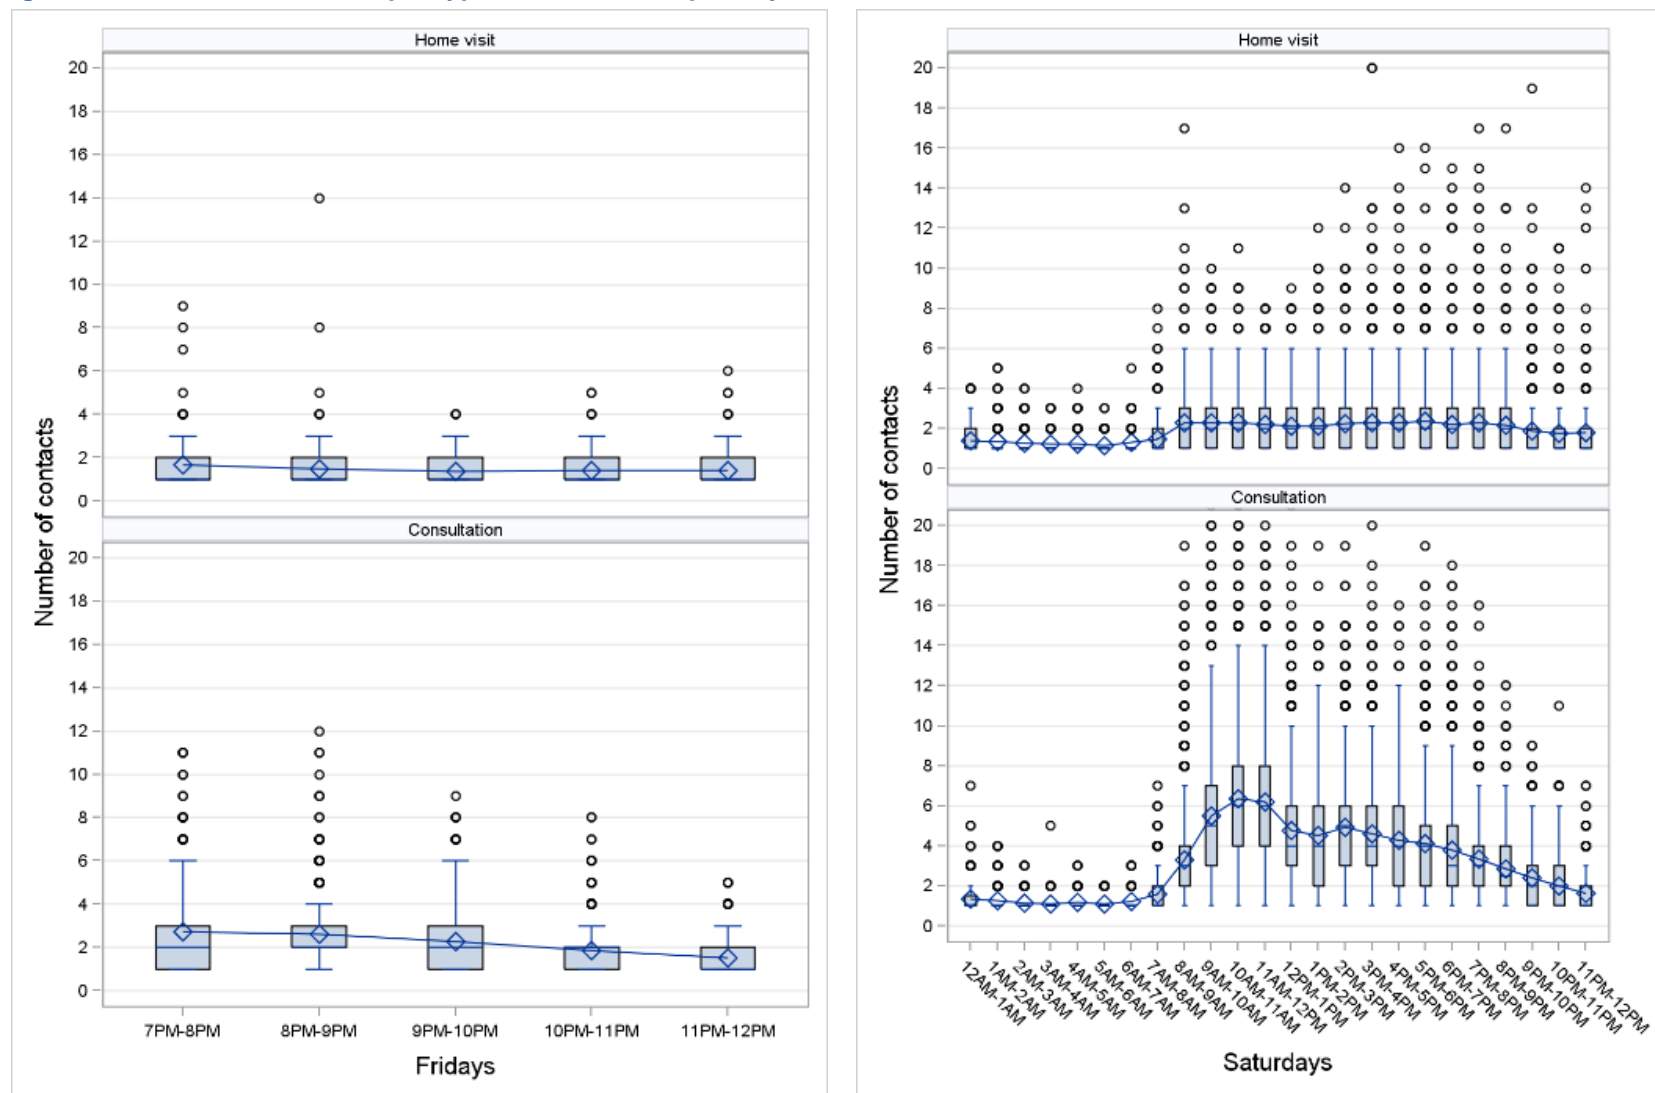 Home visit
20
18
16
14
12
10
8
6
4
2
0
Consultation
20
18
16
14
12
10
8
6
4
2
0
Number of contacts
7PM-8PM 8PM-9PM 9PM-10PM 10PM-11PM 11PM-12PM
Fridays
Home visit
20
18
16
14
12
10
8
6
4
2
0
Consultation
20
18
16
14
12
10
8
6
4
2
0
Number of contacts
12AM-1AM
1AM-2AM
2AM-3AM
3AM-4AM
4AM-5AM
5AM-6AM
6AM-7AM
7AM-8AM
8AM-9AM
9AM-10AM
10AM-11AM
11AM-12PM
12PM-1PM
1PM-2PM
2PM-3PM
3PM-4PM
4PM-5PM
5PM-6PM
6PM-7PM
7PM-8PM
8PM-9PM
9PM-10PM
10PM-11PM
11PM-12PM
Saturdays